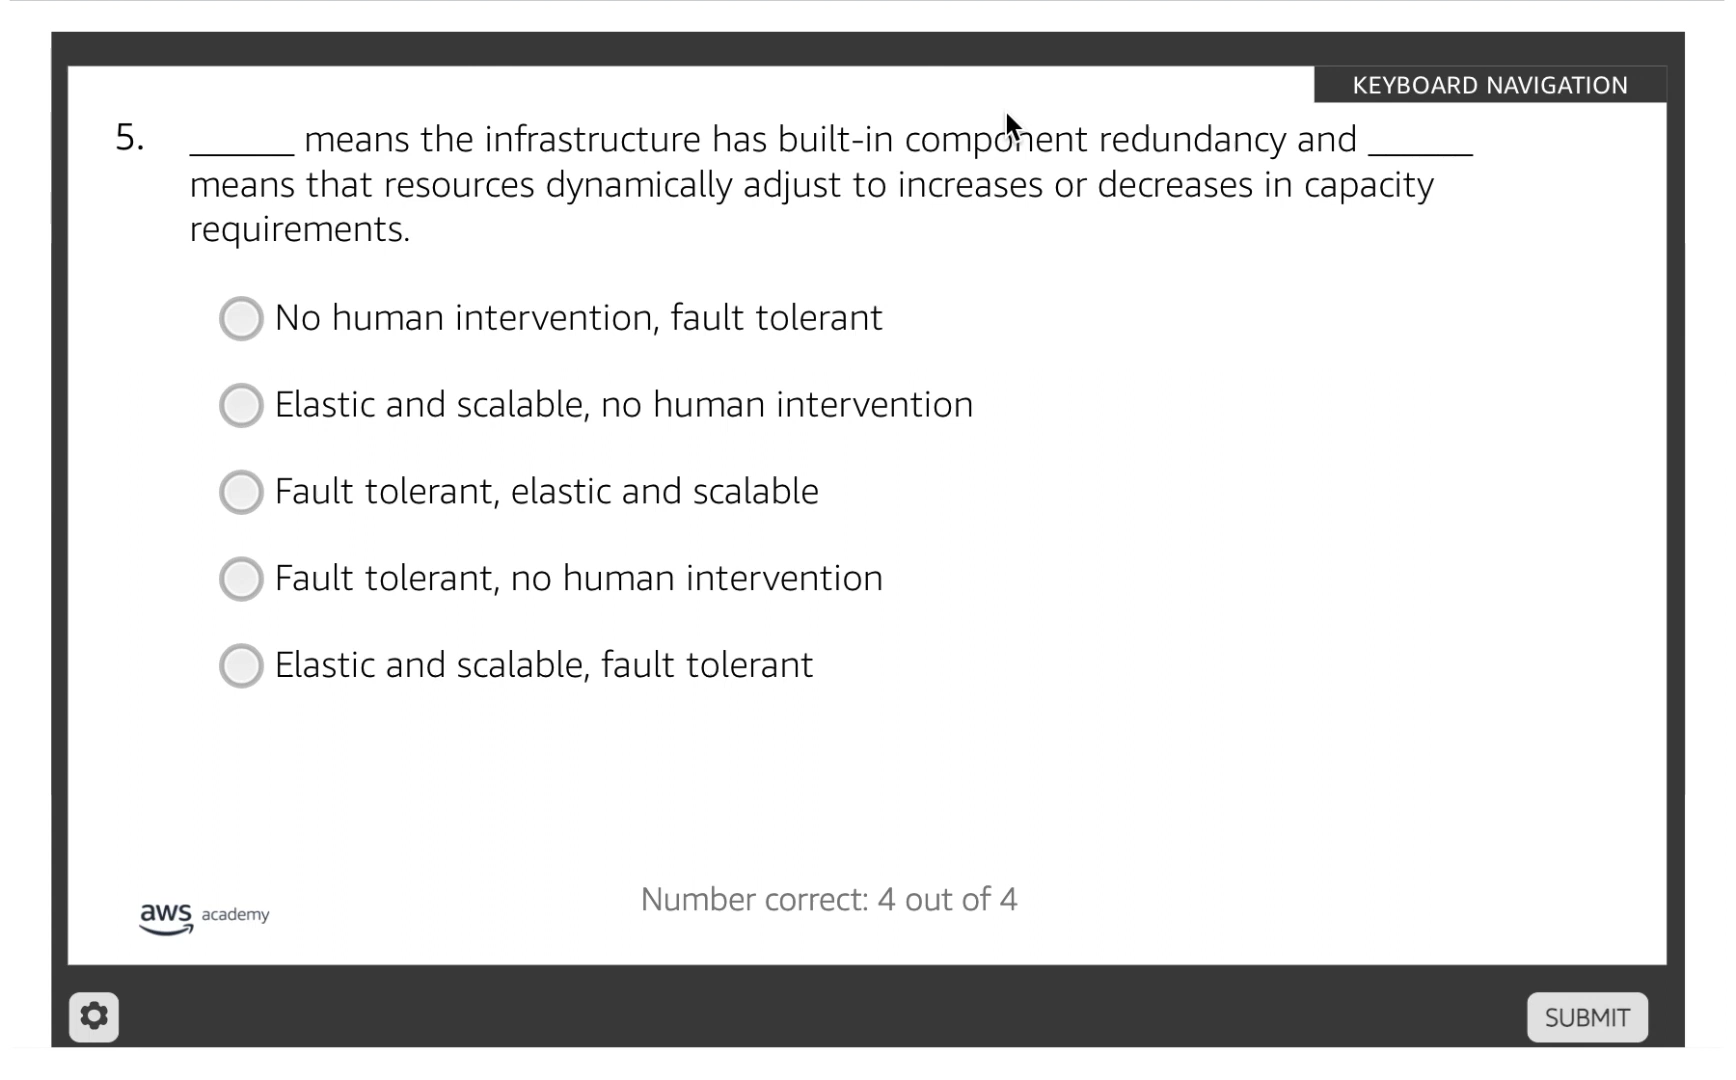 KEYBOARD NAVIGATION
5. ______ means the infrastructure has built-in component redundancy and ______
means that resources dynamically adjust to increases or decreases in capacity
requirements.
No human intervention, fault tolerant
Elastic and scalable, no human intervention
Fault tolerant, elastic and scalable
Fault tolerant, no human intervention
Elastic and scalable, fault tolerant
Number correct: 4 out of 4
aws academy
SUBMIT